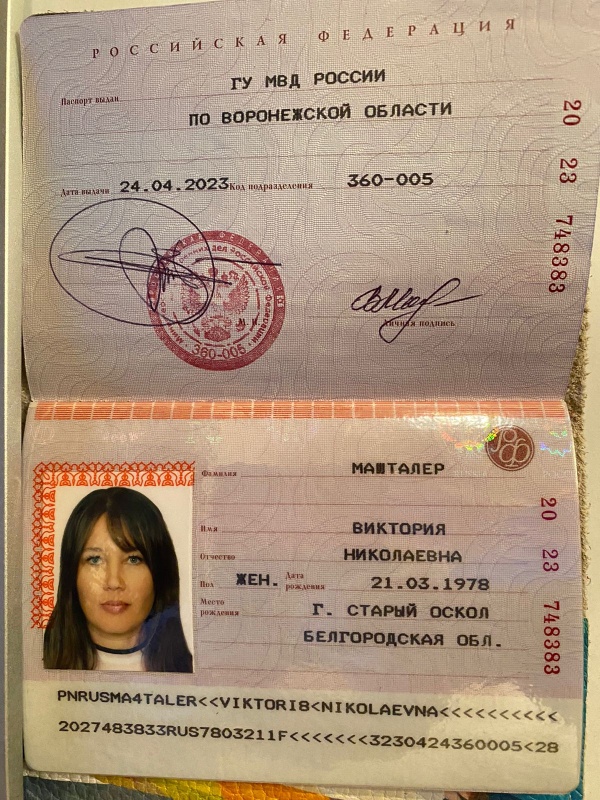 РОССИЙСКАЯ ФЕДЕРАЦИЯ
Паспорт выдан ГУ МВД РОССИИ
ПО ВОРОНЕЖСКОЙ ОБЛАСТИ
Дата выдачи 24.04.2023 Код подразделения 360-005
20 23 748383
360-005
Личная подпись
Фамилия МАШТАЛЕР
Имя ВИКТОРИЯ
Отчество НИКОЛАЕВНА
Пол ЖЕН. Дата рождения 21.03.1978
Место рождения Г. СТАРЫЙ ОСКОЛ
БЕЛГОРОДСКАЯ ОБЛ.
20 23 748383
PNRUSMA4TALER<<VIKTORI8<NIKOLAEVNA<<<<<<<<<<
2027483833RUS7803211F<<<<<<<3230424360005<28